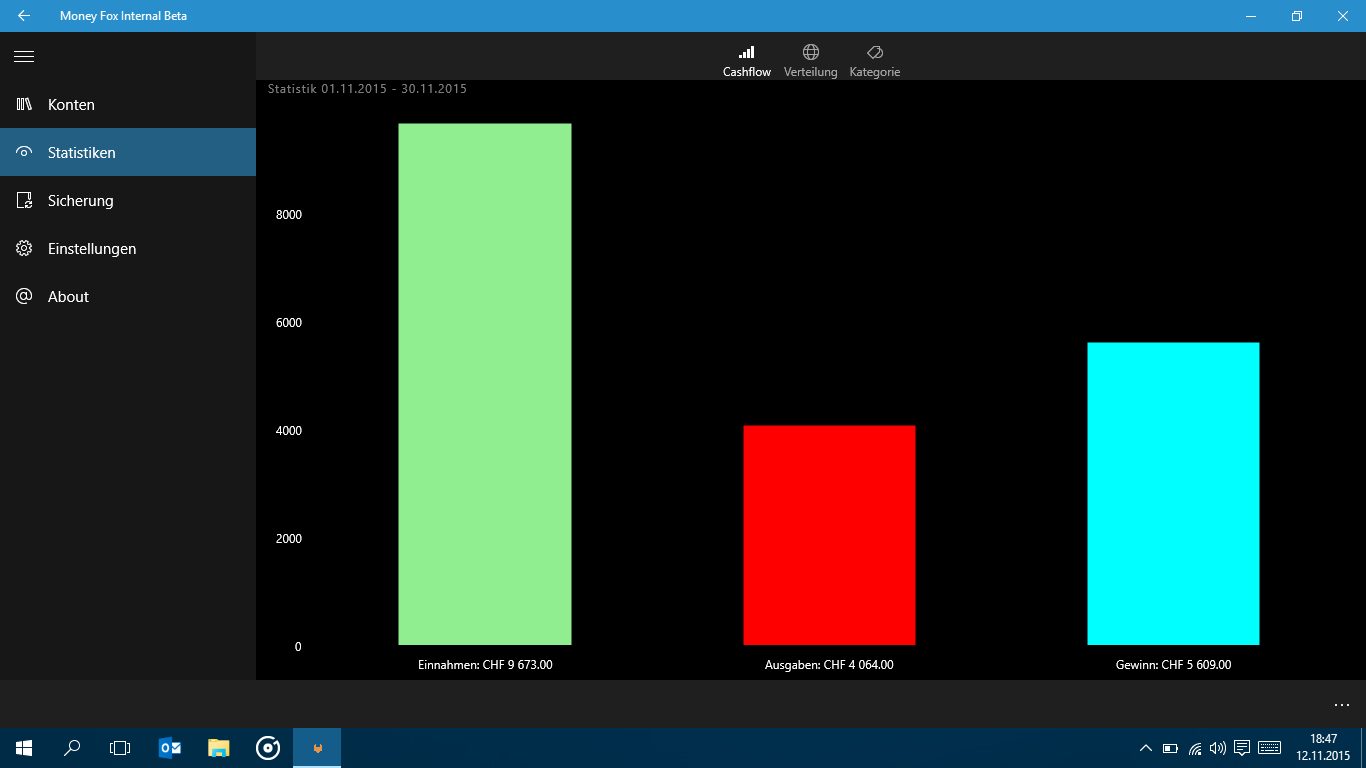 Money Fox Internal Beta
Konten
Statistiken
Sicherung
Einstellungen
About
Cashflow
Verteilung
Kategorie
Statistik 01.11.2015 - 30.11.2015
8000
6000
4000
2000
0
Einnahmen: CHF 9 673.00
Ausgaben: CHF 4 064.00
Gewinn: CHF 5 609.00
18:47
12.11.2015